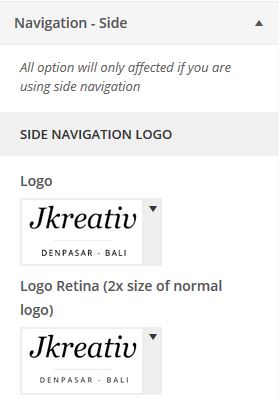 Navigation - Side
All option will only affected if you are
using side navigation
SIDE NAVIGATION LOGO
Logo
Jkreativ
DENPASAR - BALI
Logo Retina (2x size of normal
logo)
Jkreativ
DENPASAR - BALI